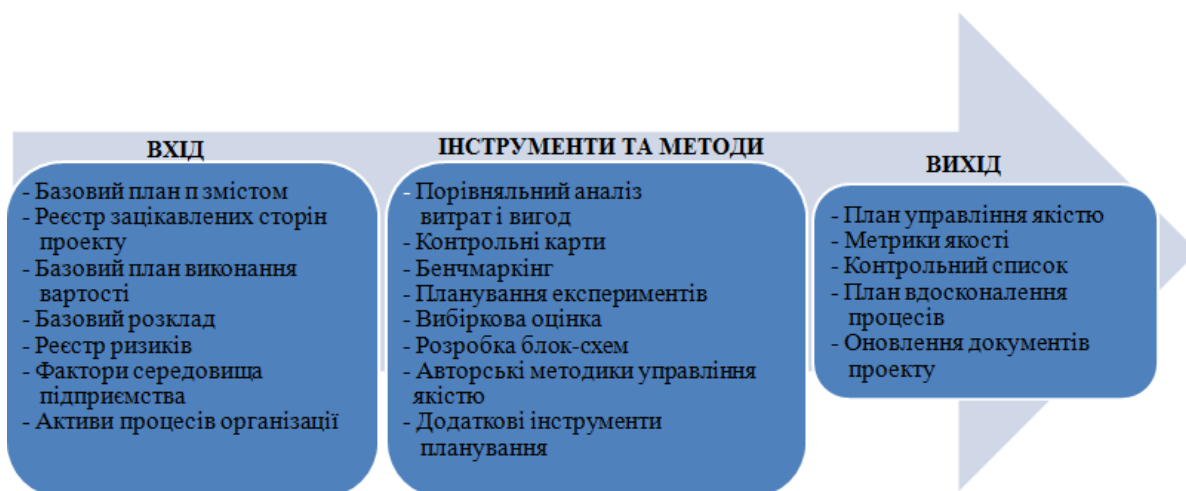 ВХІД
- Базовий план п змістом
- Реєстр зацікавлених сторін
проекту
- Базовий план виконання
вартості
- Базовий розклад
- Реєстр ризиків
- Фактори середовища
підприємства
- Активи процесів організації
ІНСТРУМЕНТИ ТА МЕТОДИ
- Порівняльний аналіз
витрат і вигод
- Контрольні карти
- Бенчмаркінг
- Планування експериментів
- Вибіркова оцінка
- Розробка блок-схем
- Авторські методики управління
якістю
- Додаткові інструменти
планування
ВИХІД
- План управління якістю
- Метрики якості
- Контрольний список
- План вдосконалення
процесів
- Оновлення документів
проекту